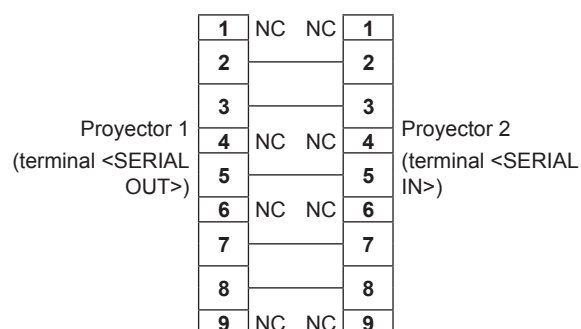 1 NC NC 1
2 2
3 3
Proyector 1
(terminal <SERIAL
OUT>)
4 NC NC 4
5 5
6 NC NC 6
7 7
8 8
9 NC NC 9
Proyector 2
(terminal <SERIAL
IN>)